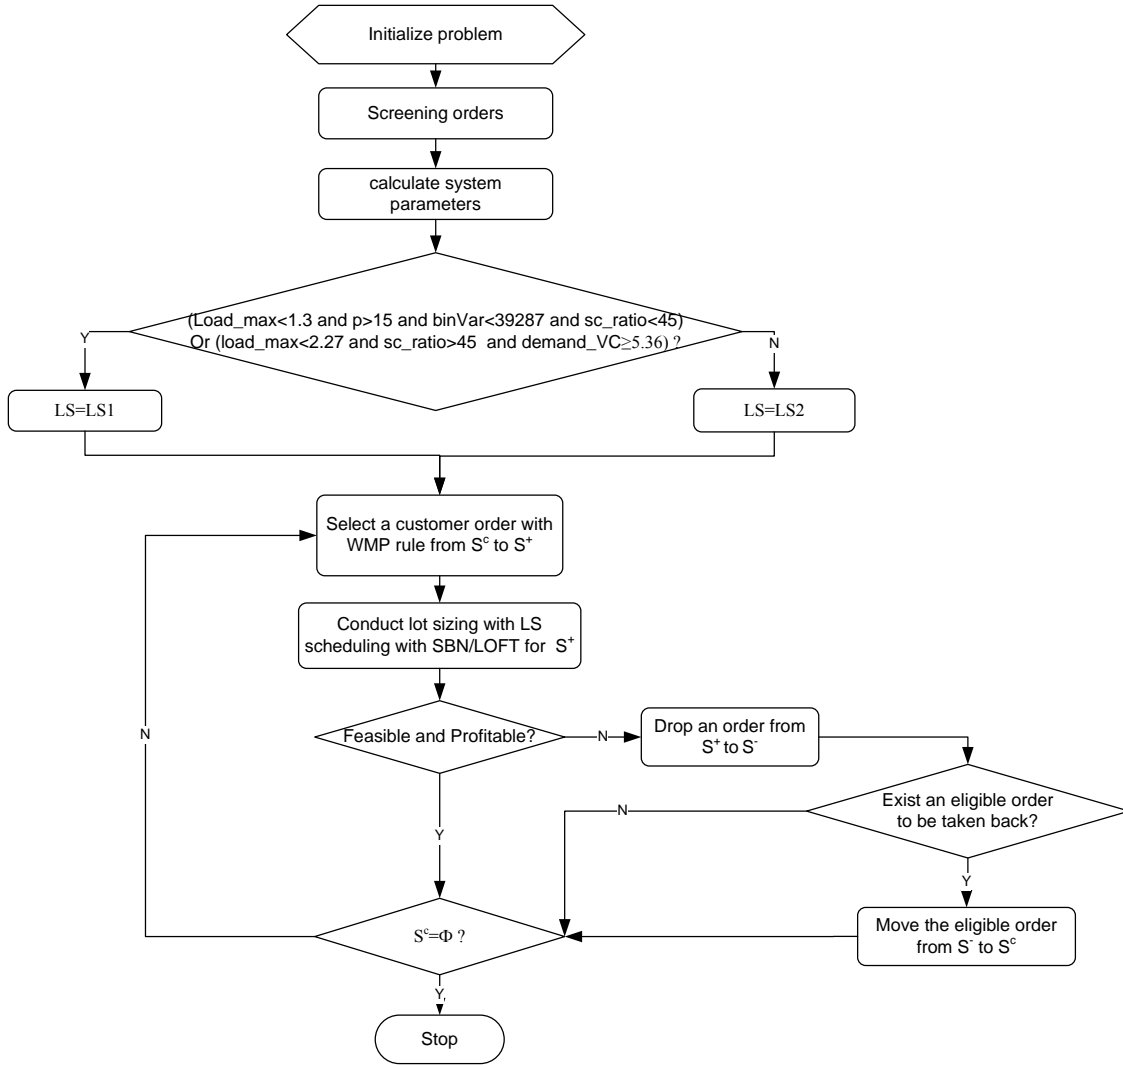 Initialize problem
Screening orders
calculate system
parameters
(Load_max<1.3 and p>15 and binVar<39287 and sc_ratio<45)
Or (load_max<2.27 and sc_ratio>45 and demand_VC≥5.36) ?
Y
N
LS=LS1
LS=LS2
Select a customer order with
WMP rule from Sᶜ to S⁺
Conduct lot sizing with LS
scheduling with SBN/LOFT for S⁺
Feasible and Profitable?
N
Drop an order from
S⁺ to S⁻
N
Exist an eligible order
to be taken back?
N
Y
Y
Move the eligible order
from S⁻ to Sᶜ
Sᶜ=Φ ?
Y
Stop